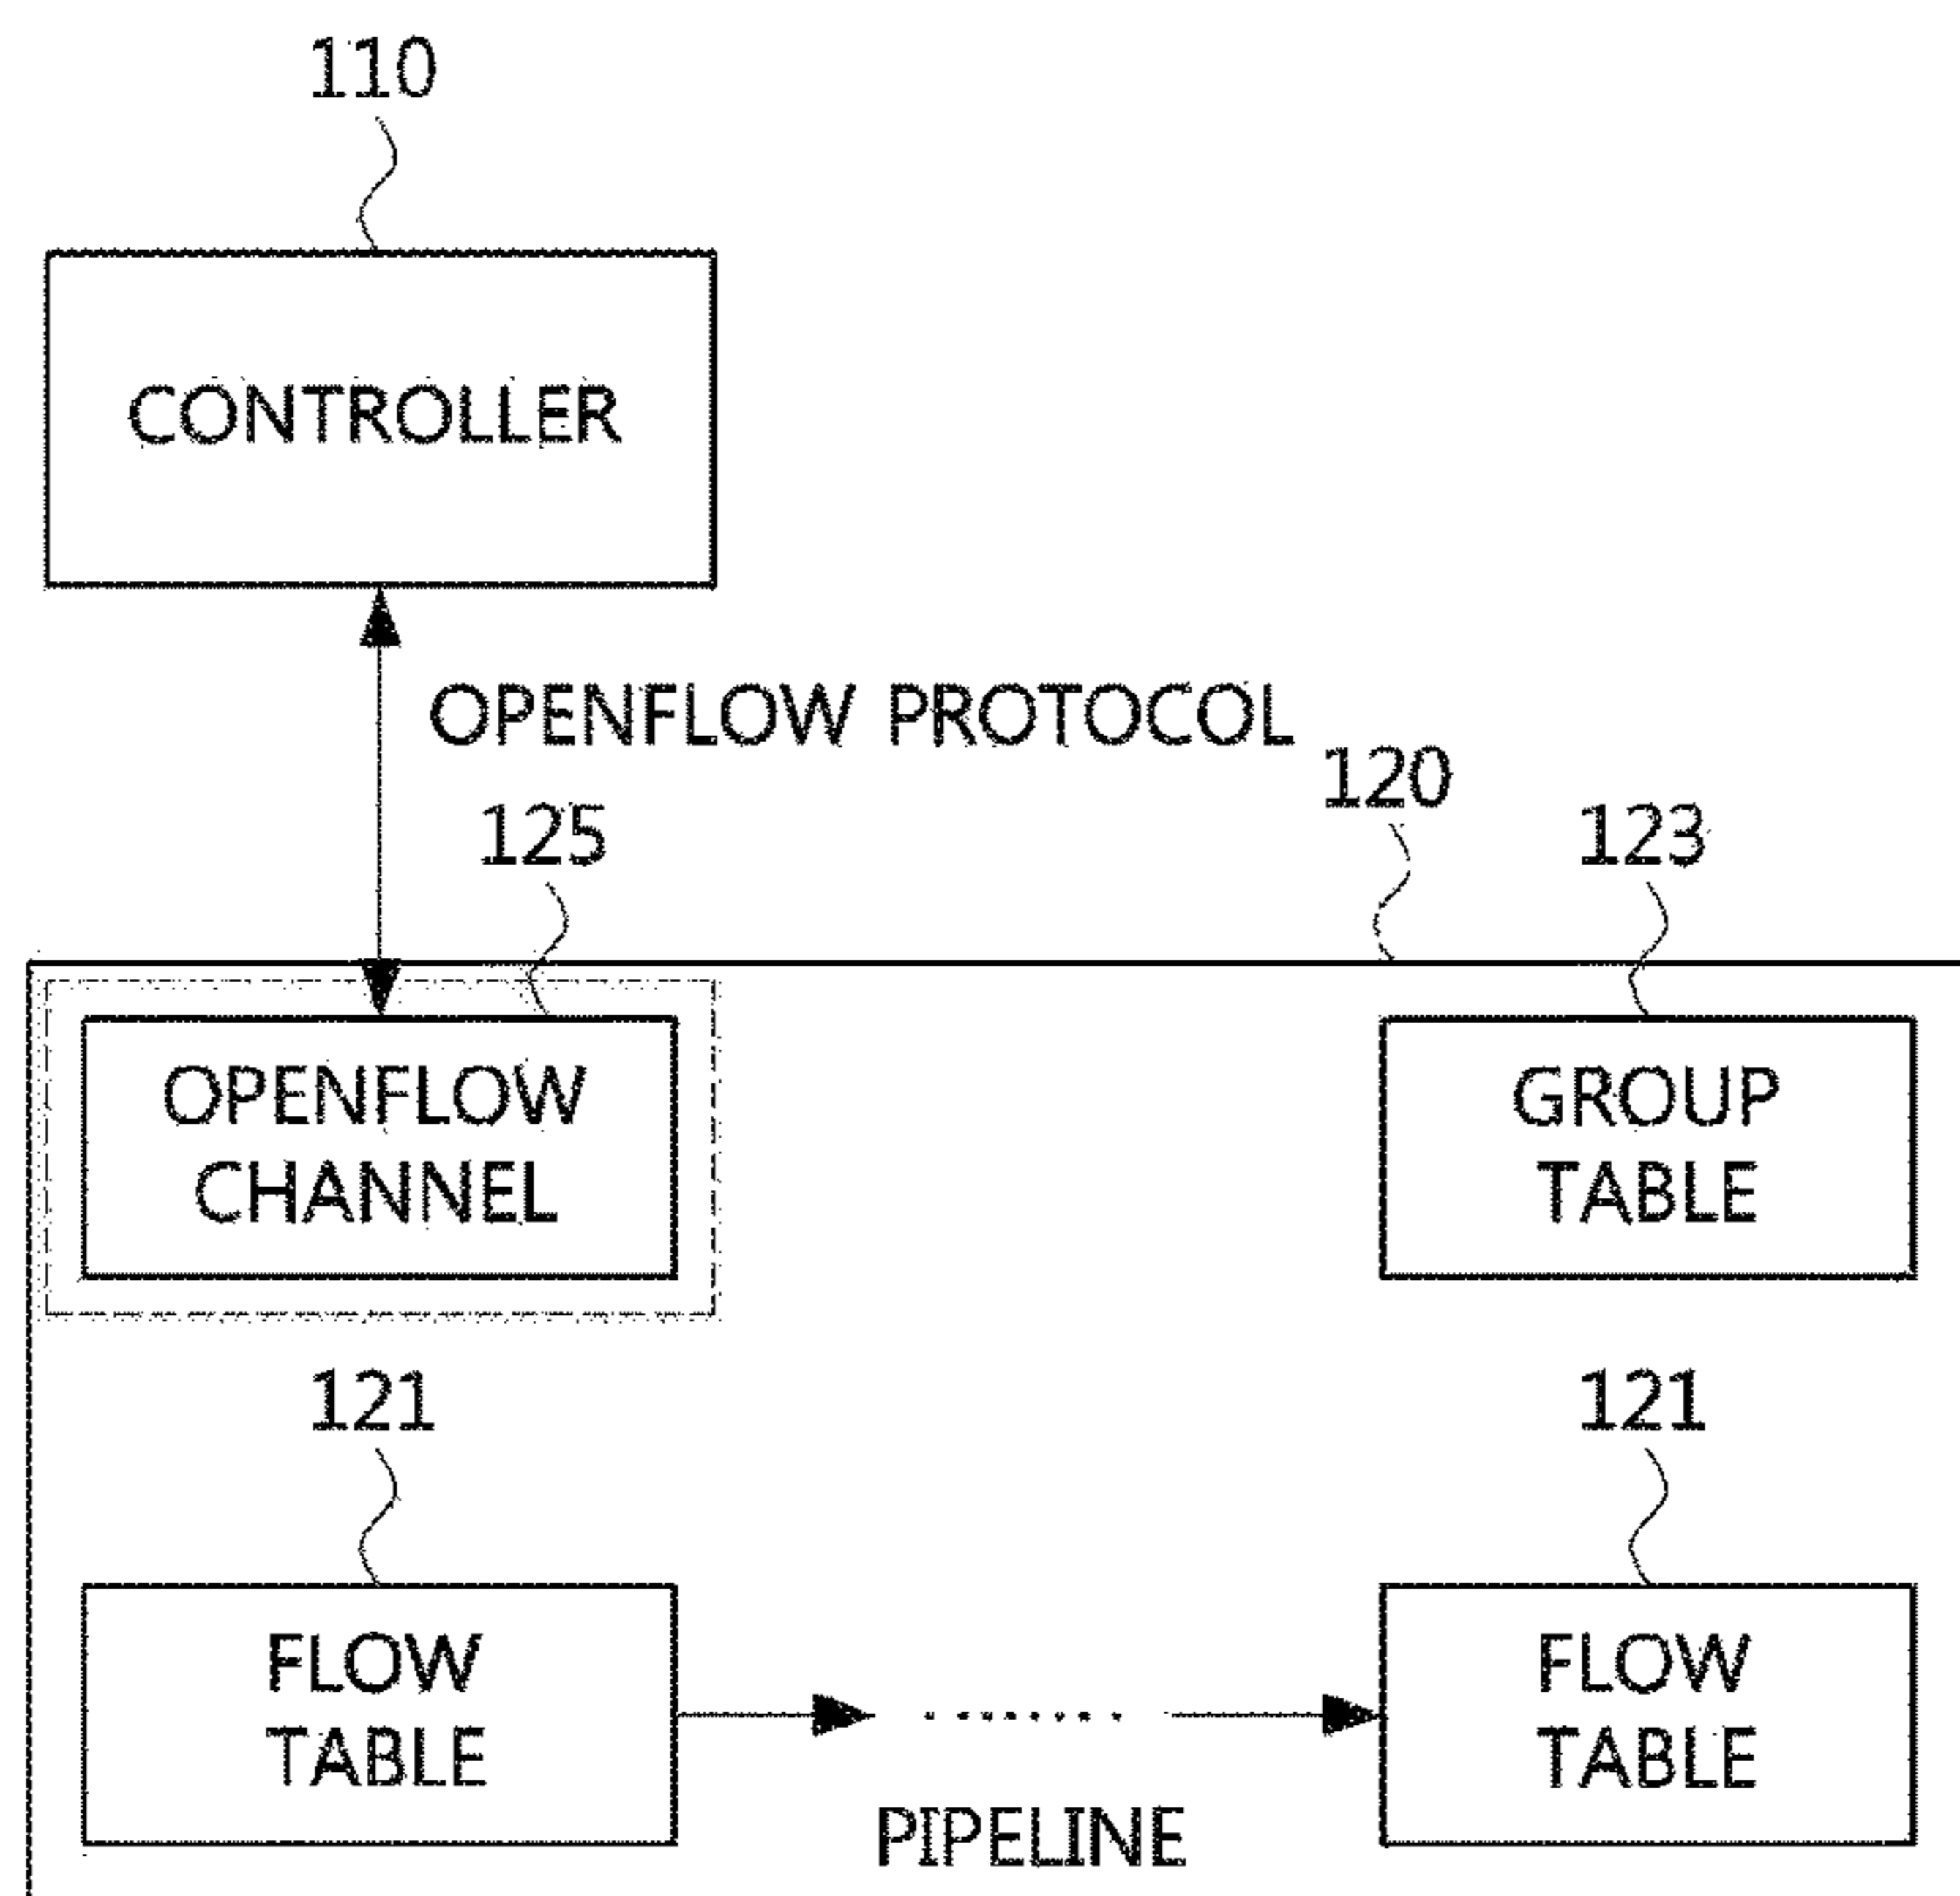 110
CONTROLLER
OPENFLOW PROTOCOL
120
125
123
OPENFLOW
CHANNEL
GROUP
TABLE
121
121
FLOW
TABLE
FLOW
TABLE
PIPELINE